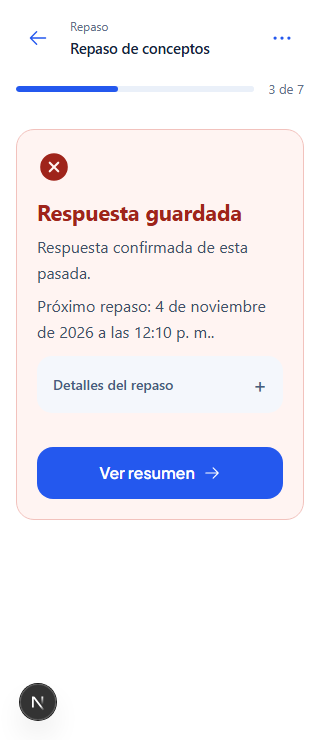 Repaso
Repaso de conceptos
3 de 7
Respuesta guardada
Respuesta confirmada de esta
pasada.
Próximo repaso: 4 de noviembre
de 2026 a las 12:10 p. m..
Detalles del repaso
+
Ver resumen →
N